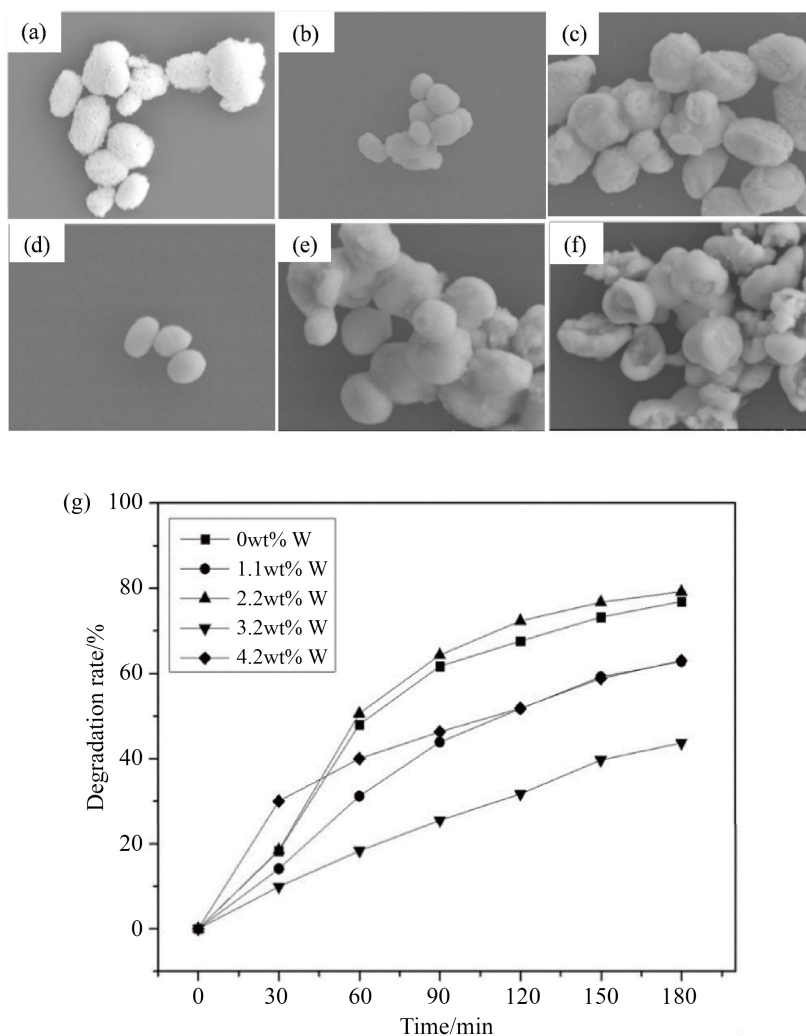 (a)
(b)
(c)
(d)
(e)
(f)
(g)
100
80
60
40
20
0
Degradation rate/%
0wt% W
1.1wt% W
2.2wt% W
3.2wt% W
4.2wt% W
0 30 60 90 120 150 180
Time/min